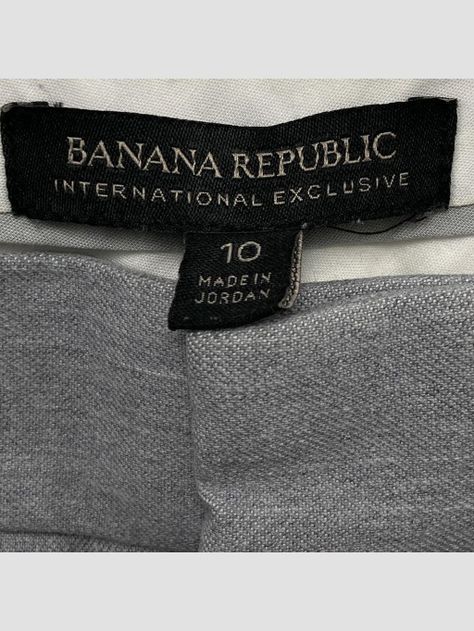 BANANA REPUBLIC
INTERNATIONAL EXCLUSIVE
10
MADE IN
JORDAN